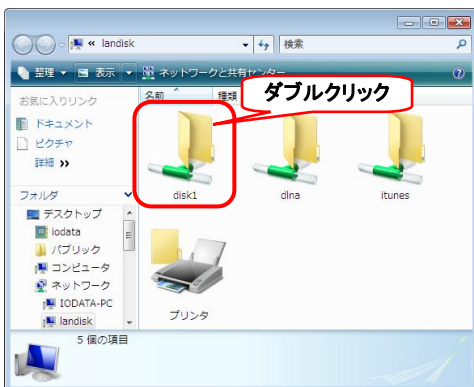 « landisk
検索
整理
表示
ネットワークと共有センター
お気に入りリンク
名前
種類
ダブルクリック
ドキュメント
ピクチャ
詳細 >>
フォルダ
デスクトップ
iodata
パブリック
コンピュータ
ネットワーク
IODATA-PC
landisk
disk1
dlna
itunes
プリンタ
5 個の項目